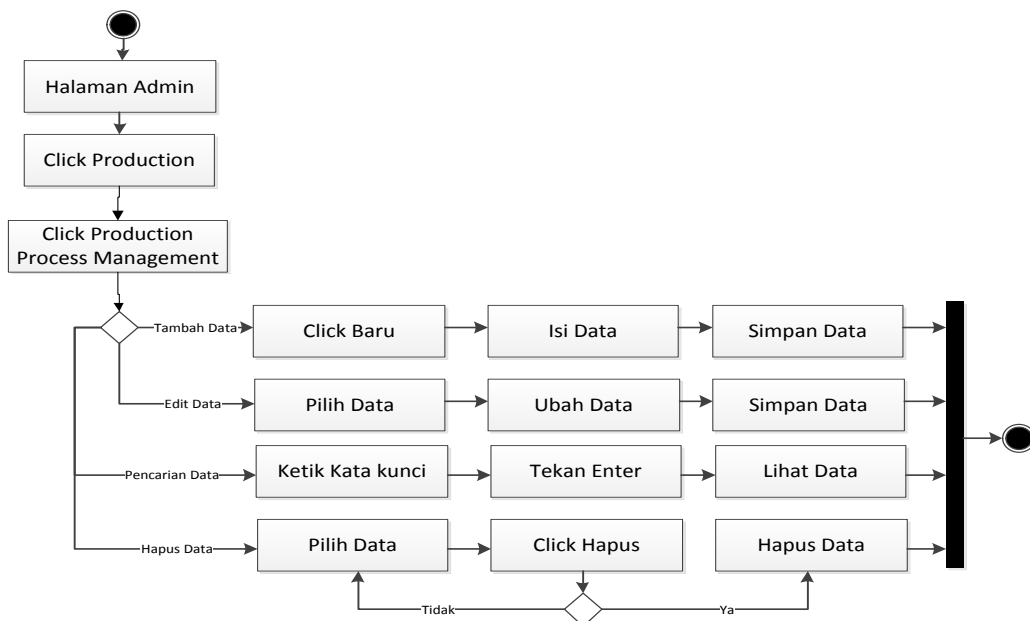 Halaman Admin
Click Production
Click Production
Process Management
Tambah Data
Click Baru
Isi Data
Simpan Data
Edit Data
Pilih Data
Ubah Data
Simpan Data
Pencarian Data
Ketik Kata kunci
Tekan Enter
Lihat Data
Hapus Data
Pilih Data
Click Hapus
Hapus Data
Tidak
Ya